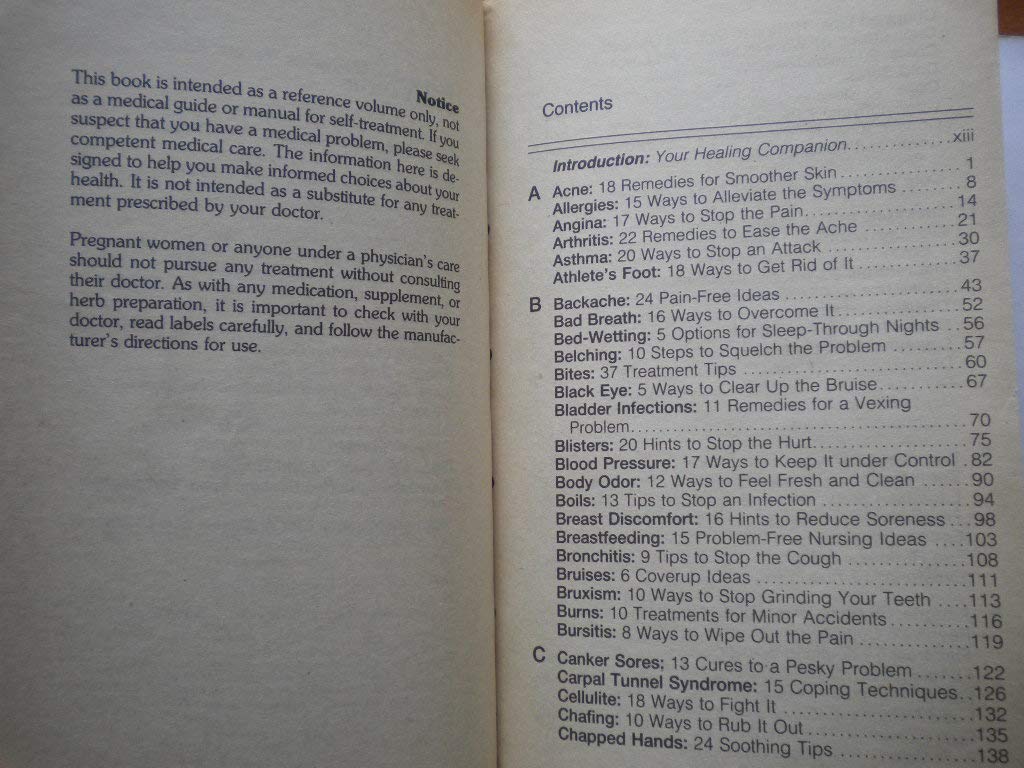 Notice
This book is intended as a reference volume only, not
as a medical guide or manual for self-treatment. If you
suspect that you have a medical problem, please seek
competent medical care. The information here is de-
signed to help you make informed choices about your
health. It is not intended as a substitute for any treat-
ment prescribed by your doctor.
Pregnant women or anyone under a physician's care
should not pursue any treatment without consulting
their doctor. As with any medication, supplement, or
herb preparation, it is important to check with your
doctor, read labels carefully, and follow the manufac-
turer's directions for use.
Contents
Introduction: Your Healing Companion. . . . . . . . . . . . . xiii
A Acne: 18 Remedies for Smoother Skin . . . . . . . . . . . . . . . 1
Allergies: 15 Ways to Alleviate the Symptoms . . . . . . . . 8
Angina: 17 Ways to Stop the Pain. . . . . . . . . . . . . . . . . 14
Arthritis: 22 Remedies to Ease the Ache . . . . . . . . . . . . 21
Asthma: 20 Ways to Stop an Attack . . . . . . . . . . . . . . . 30
Athlete's Foot: 18 Ways to Get Rid of It . . . . . . . . . . . . 37
B Backache: 24 Pain-Free Ideas . . . . . . . . . . . . . . . . . . . . 43
Bad Breath: 16 Ways to Overcome It . . . . . . . . . . . . . . 52
Bed-Wetting: 5 Options for Sleep-Through Nights . . . 56
Belching: 10 Steps to Squelch the Problem . . . . . . . . . 57
Bites: 37 Treatment Tips . . . . . . . . . . . . . . . . . . . . . . . 60
Black Eye: 5 Ways to Clear Up the Bruise. . . . . . . . . . . 67
Bladder Infections: 11 Remedies for a Vexing
Problem. . . . . . . . . . . . . . . . . . . . . . . . . . . . . . . . . . 70
Blisters: 20 Hints to Stop the Hurt. . . . . . . . . . . . . . . . 75
Blood Pressure: 17 Ways to Keep It under Control . 82
Body Odor: 12 Ways to Feel Fresh and Clean . . . . . . 90
Boils: 13 Tips to Stop an Infection . . . . . . . . . . . . . . . 94
Breast Discomfort: 16 Hints to Reduce Soreness . . . 98
Breastfeeding: 15 Problem-Free Nursing Ideas . . . . 103
Bronchitis: 9 Tips to Stop the Cough . . . . . . . . . . . . . 108
Bruises: 6 Coverup Ideas . . . . . . . . . . . . . . . . . . . . . . 111
Bruxism: 10 Ways to Stop Grinding Your Teeth . . . . 113
Burns: 10 Treatments for Minor Accidents . . . . . . . . . 116
Bursitis: 8 Ways to Wipe Out the Pain . . . . . . . . . . . . 119
C Canker Sores: 13 Cures to a Pesky Problem . . . . . . . 122
Carpal Tunnel Syndrome: 15 Coping Techniques. . 126
Cellulite: 18 Ways to Fight It . . . . . . . . . . . . . . . . . . . 132
Chafing: 10 Ways to Rub It Out . . . . . . . . . . . . . . . . . 135
Chapped Hands: 24 Soothing Tips . . . . . . . . . . . . . . 138